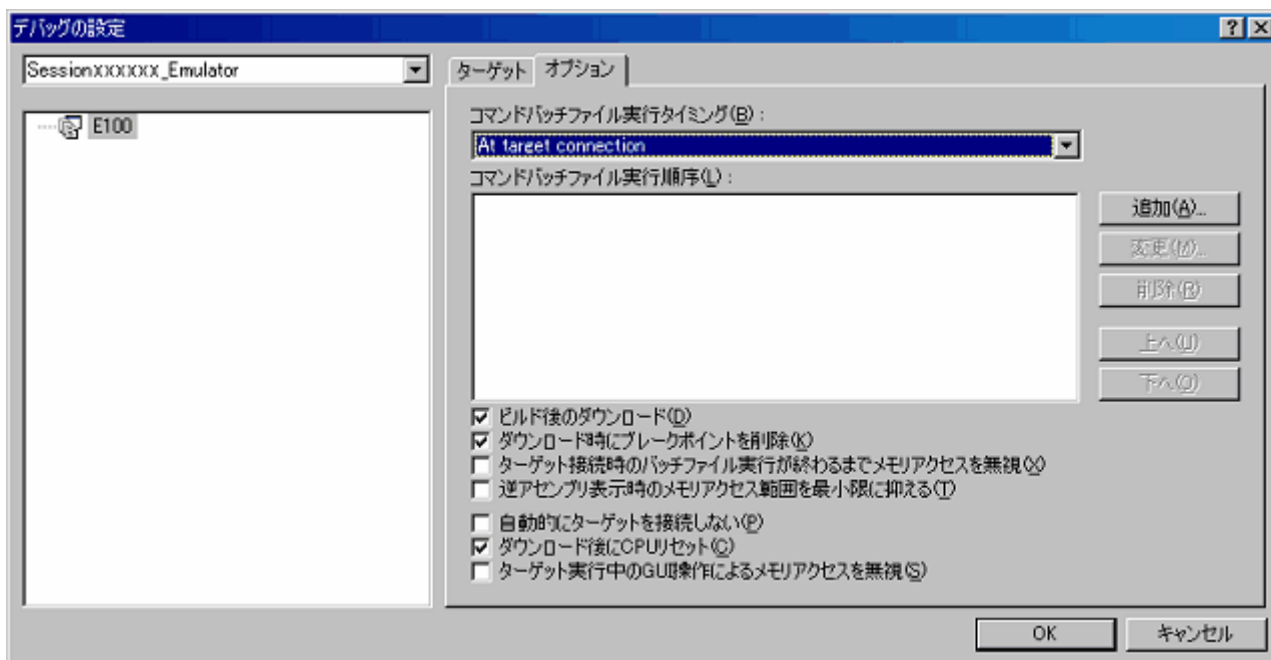 デバッグの設定
SessionXXXXXX_Emulator
E100
ターゲット
オプション
コマンドバッチファイル実行タイミング(B) :
At target connection
コマンドバッチファイル実行順序(L) :
追加(A)...
変更(M)...
削除(R)
上へ(U)
下へ(O)
ビルド後のダウンロード(D)
ダウンロード時にブレークポイントを削除(K)
ターゲット接続時のバッチファイル実行が終わるまでメモリアクセスを無視(X)
逆アセンブリ表示時のメモリアクセス範囲を最小限に抑える(T)
自動的にターゲットを接続しない(P)
ダウンロード後にCPUリセット(C)
ターゲット実行中のGUI操作によるメモリアクセスを無視(S)
OK
キャンセル